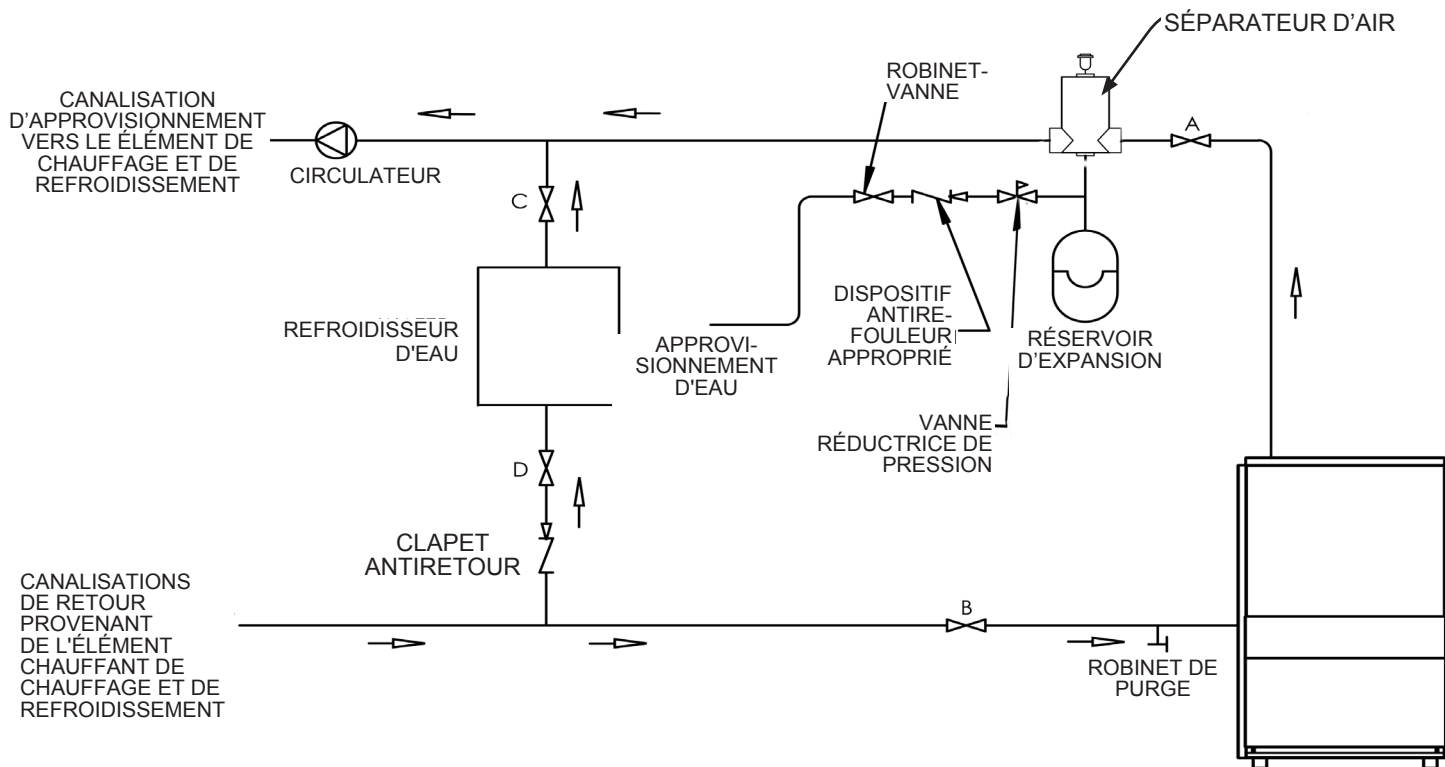 SÉPARATEUR D'AIR
ROBINET-
VANNE
CANALISATION
D'APPROVISIONNEMENT
VERS LE ÉLÉMENT DE
CHAUFFAGE ET DE
REFROIDISSEMENT
CIRCULATEUR
A
C
REFROIDISSEUR
D'EAU
APPROVI-
SIONNEMENT
D'EAU
DISPOSITIF
ANTIRE-
FOULEUR
APPROPRIÉ
RÉSERVOIR
D'EXPANSION
VANNE
RÉDUCTRICE DE
PRESSION
D
CLAPET
ANTIRETOUR
CANALISATIONS
DE RETOUR
PROVENANT
DE L'ÉLÉMENT
CHAUFFANT DE
CHAUFFAGE ET DE
REFROIDISSEMENT
B
ROBINET DE
PURGE